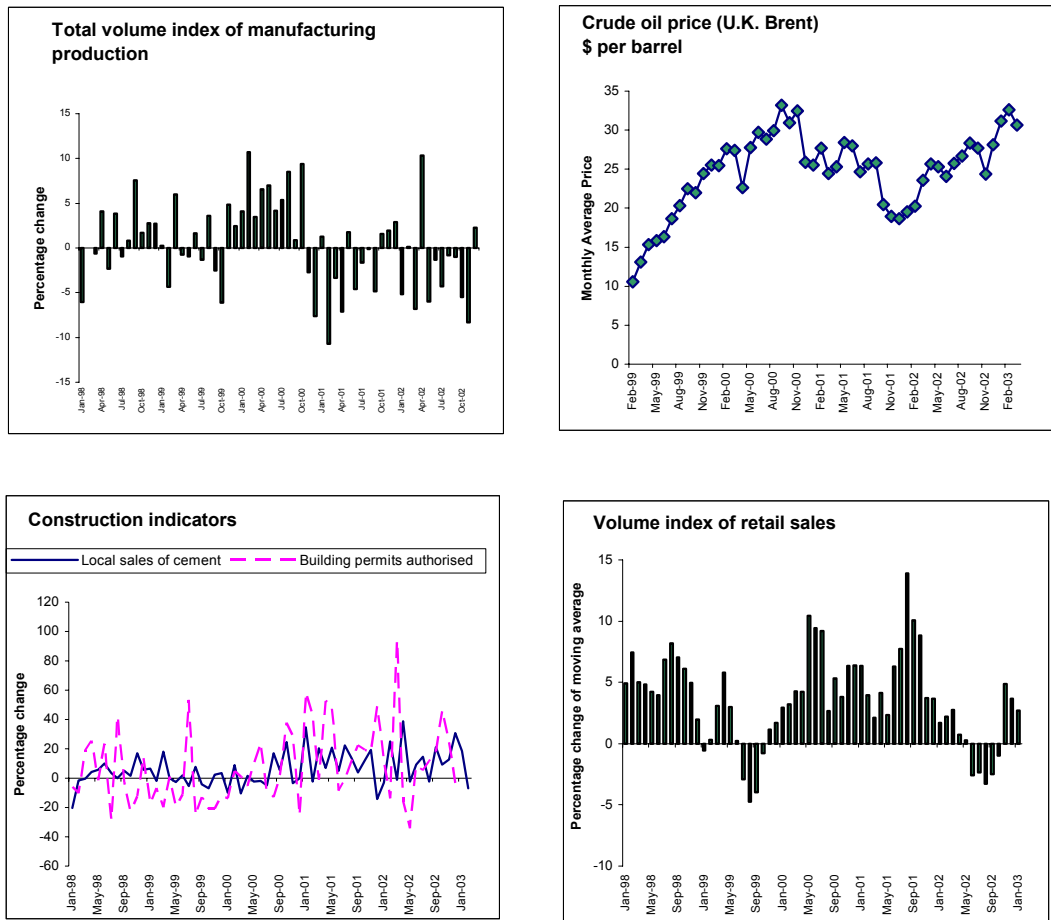 Total volume index of manufacturing
production
Percentage change
15
10
5
0
-5
-10
-15
Jan-98
Apr-98
Jul-98
Oct-98
Jan-99
Apr-99
Jul-99
Oct-99
Jan-00
Apr-00
Jul-00
Oct-00
Jan-01
Apr-01
Jul-01
Oct-01
Jan-02
Apr-02
Jul-02
Oct-02
Crude oil price (U.K. Brent)
$ per barrel
Monthly Average Price
35
30
25
20
15
10
5
0
Feb-99
May-99
Aug-99
Nov-99
Feb-00
May-00
Aug-00
Nov-00
Feb-01
May-01
Aug-01
Nov-01
Feb-02
May-02
Aug-02
Nov-02
Feb-03
Construction indicators
Local sales of cement
Building permits authorised
Percentage change
120
100
80
60
40
20
0
-20
-40
-60
Jan-98
May-98
Sep-98
Jan-99
May-99
Sep-99
Jan-00
May-00
Sep-00
Jan-01
May-01
Sep-01
Jan-02
May-02
Sep-02
Jan-03
Volume index of retail sales
Percentage change of moving average
15
10
5
0
-5
-10
Jan-98
May-98
Sep-98
Jan-99
May-99
Sep-99
Jan-00
May-00
Sep-00
Jan-01
May-01
Sep-01
Jan-02
May-02
Sep-02
Jan-03